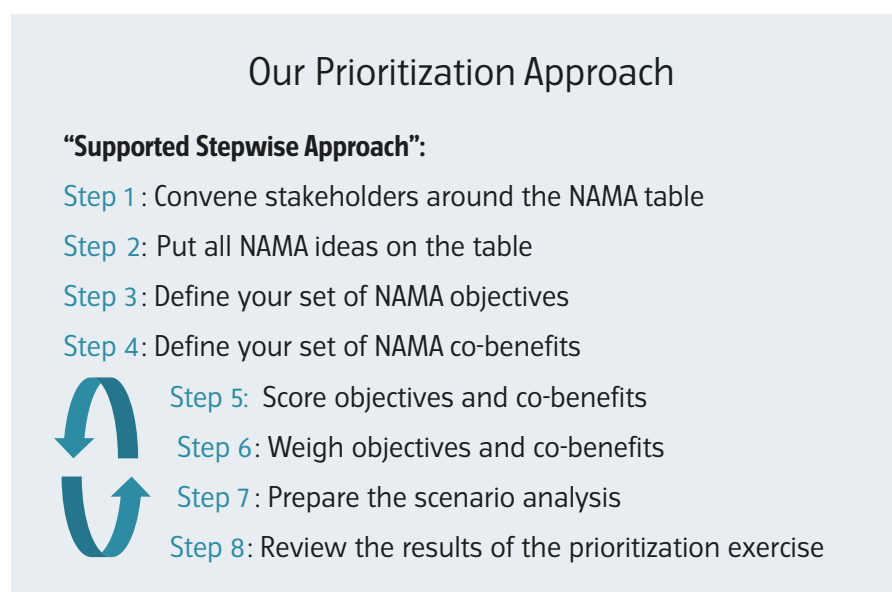 Our Prioritization Approach
“Supported Stepwise Approach”:
Step 1: Convene stakeholders around the NAMA table
Step 2: Put all NAMA ideas on the table
Step 3: Define your set of NAMA objectives
Step 4: Define your set of NAMA co-benefits
Step 5: Score objectives and co-benefits
Step 6: Weigh objectives and co-benefits
Step 7: Prepare the scenario analysis
Step 8: Review the results of the prioritization exercise